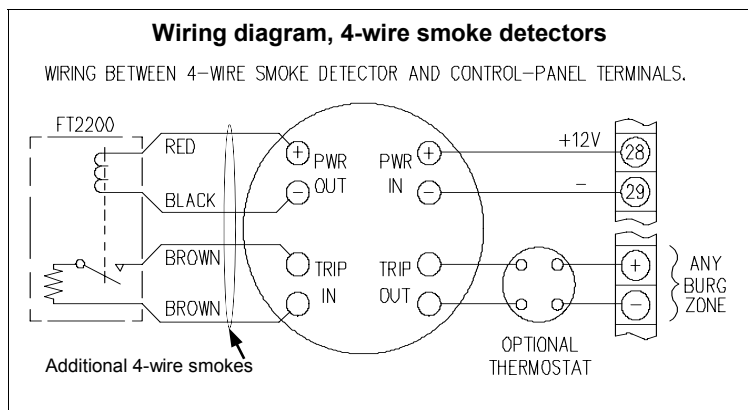 Wiring diagram, 4-wire smoke detectors
WIRING BETWEEN 4-WIRE SMOKE DETECTOR AND CONTROL-PANEL TERMINALS.
FT2200
RED
BLACK
BROWN
BROWN
+ PWR OUT
-
TRIP IN
PWR IN +
-
TRIP OUT
+12V
-
28
29
+
-
ANY BURG ZONE
OPTIONAL
THERMOSTAT
Additional 4-wire smokes